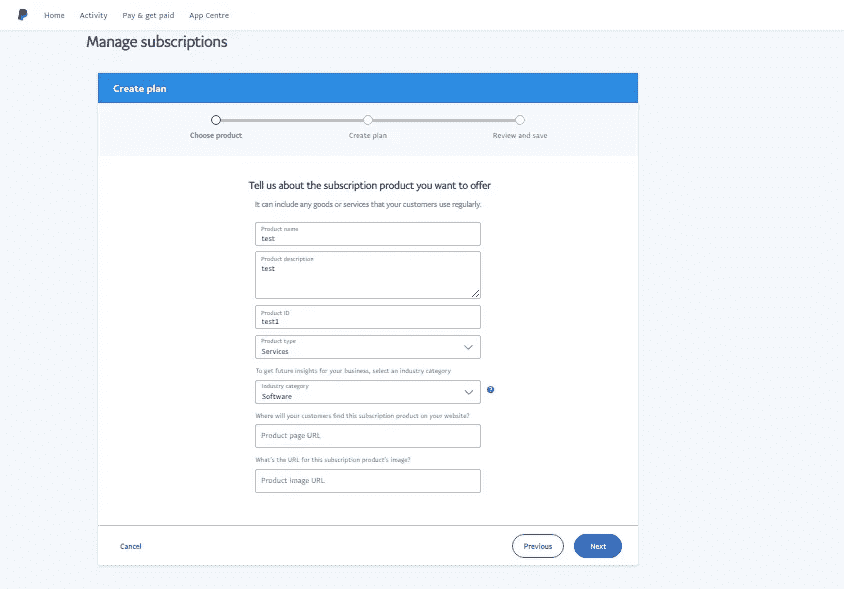 Home Activity Pay & get paid App Centre
Manage subscriptions
Create plan
Choose product Create plan Review and save
Tell us about the subscription product you want to offer
It can include any goods or services that your customers use regularly.
Product name
test
Product description
test
Product ID
test1
Product type
Services
To get future insights for your business, select an industry category
Industry category
Software
?
Where will your customers find this subscription product on your website?
Product page URL
What's the URL for this subscription product's image?
Product image URL
Cancel Previous Next